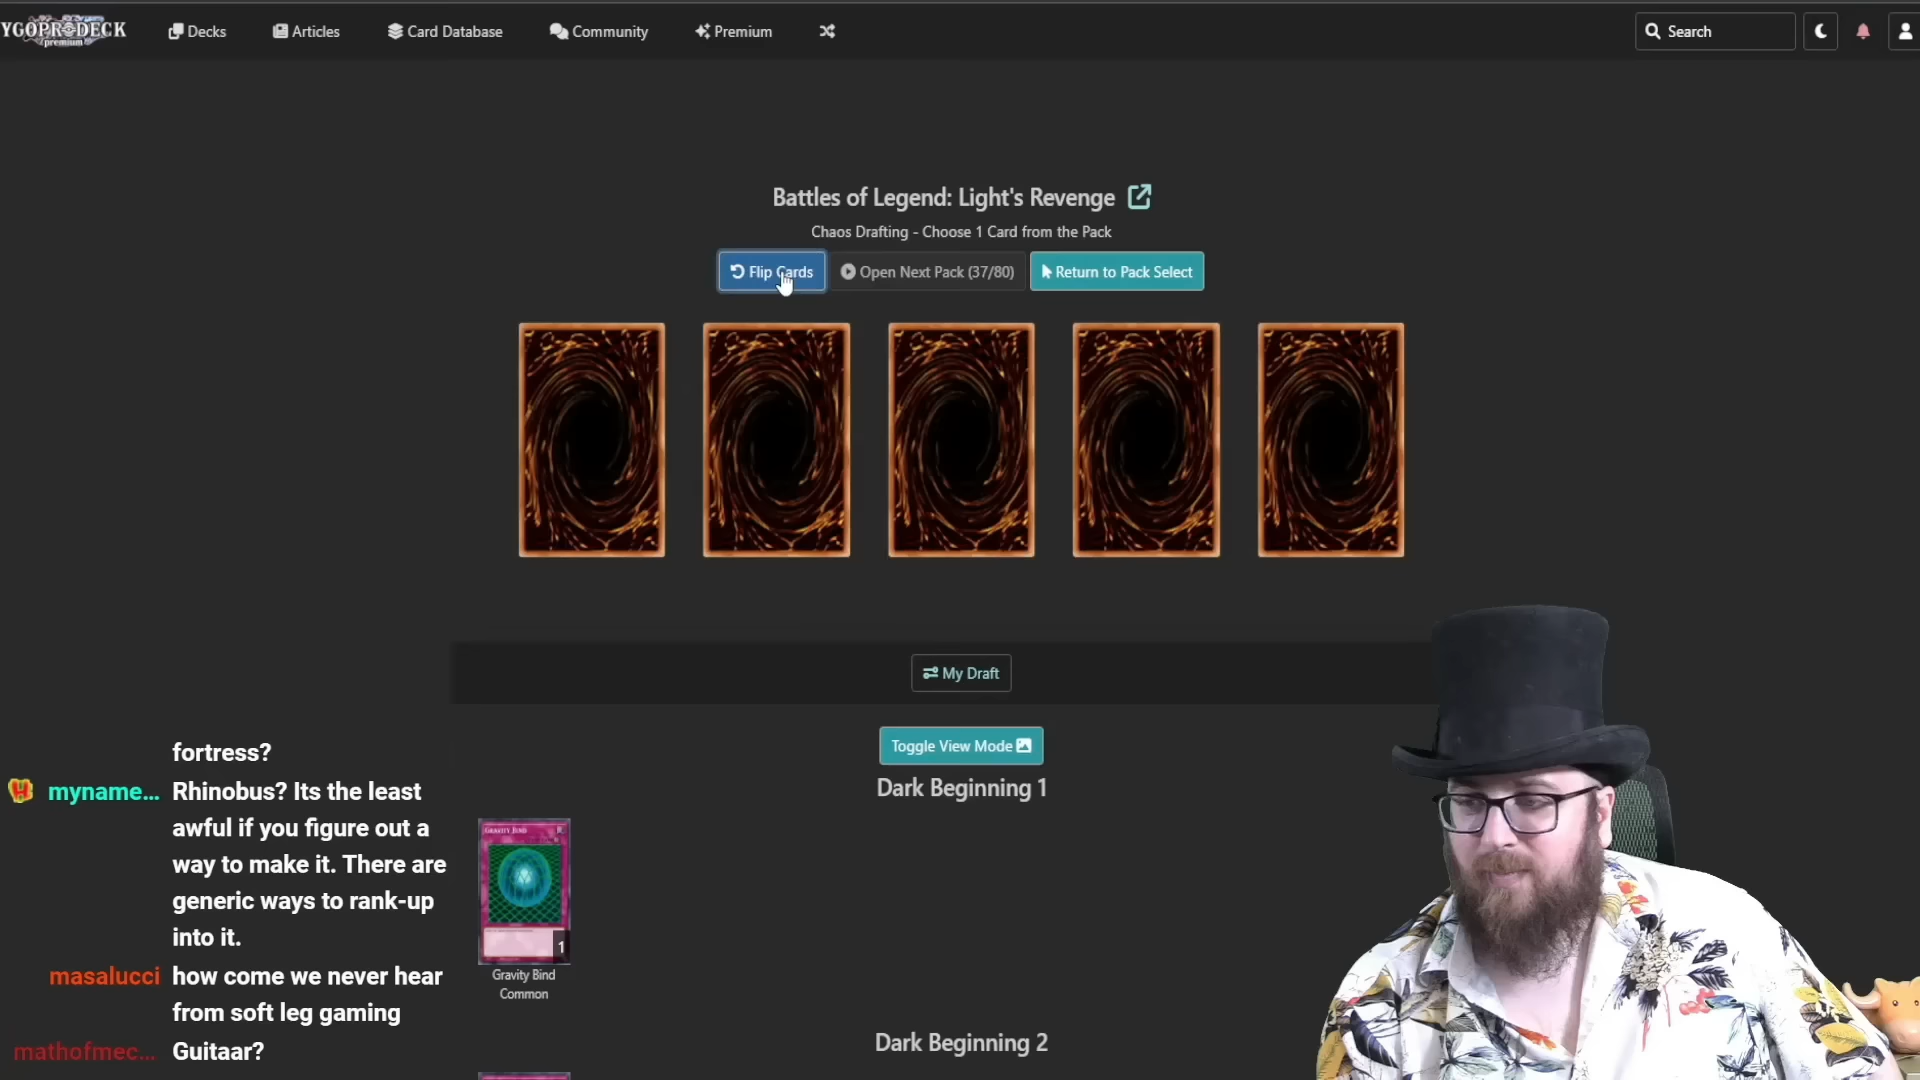 YGOPRODECK
premium
Decks
Articles
Card Database
Community
Premium
Search
Battles of Legend: Light's Revenge
Chaos Drafting - Choose 1 Card from the Pack
Flip Cards
Open Next Pack (37/80)
Return to Pack Select
My Draft
Toggle View Mode
Dark Beginning 1
GRAVITY BIND
1
Gravity Bind
Common
Dark Beginning 2
fortress?
myname... Rhinobus? Its the least
awful if you figure out a
way to make it. There are
generic ways to rank-up
into it.
masalucci how come we never hear
from soft leg gaming
mathofmec... Guitaar?